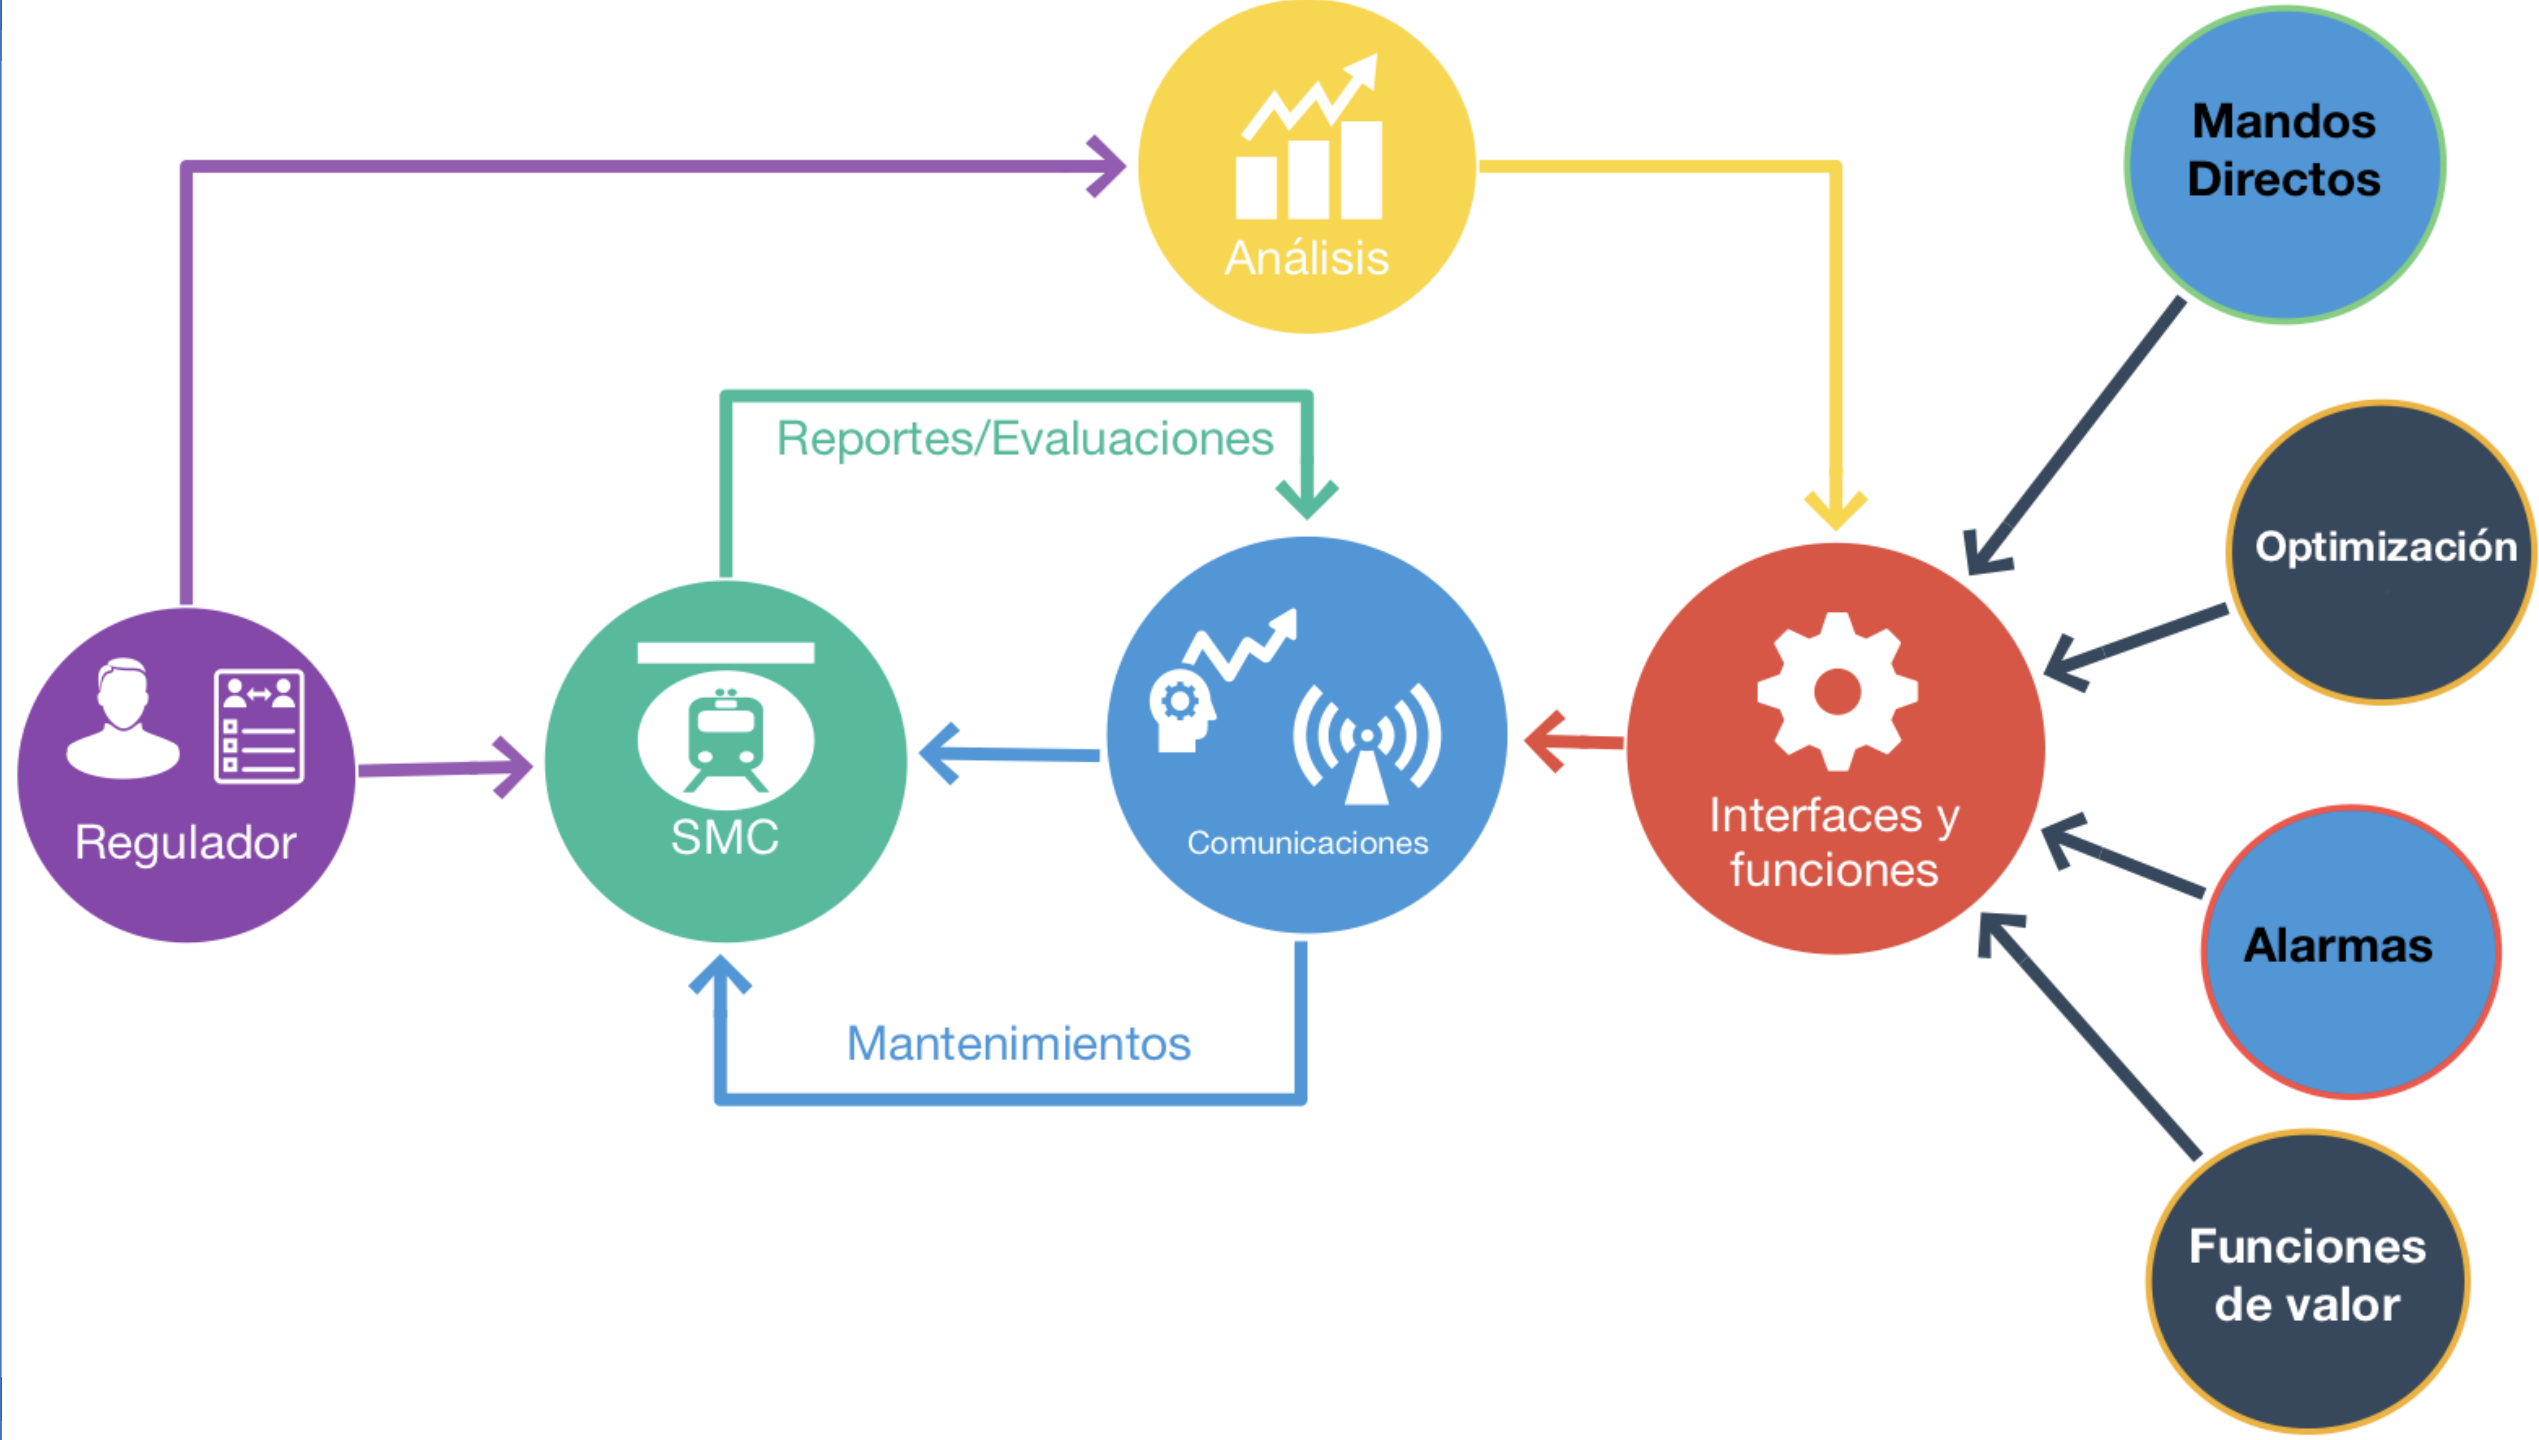 Análisis
Mandos
Directos
Reportes/Evaluaciones
Optimización
Regulador
SMC
Comunicaciones
Interfaces y
funciones
Alarmas
Mantenimientos
Funciones
de valor